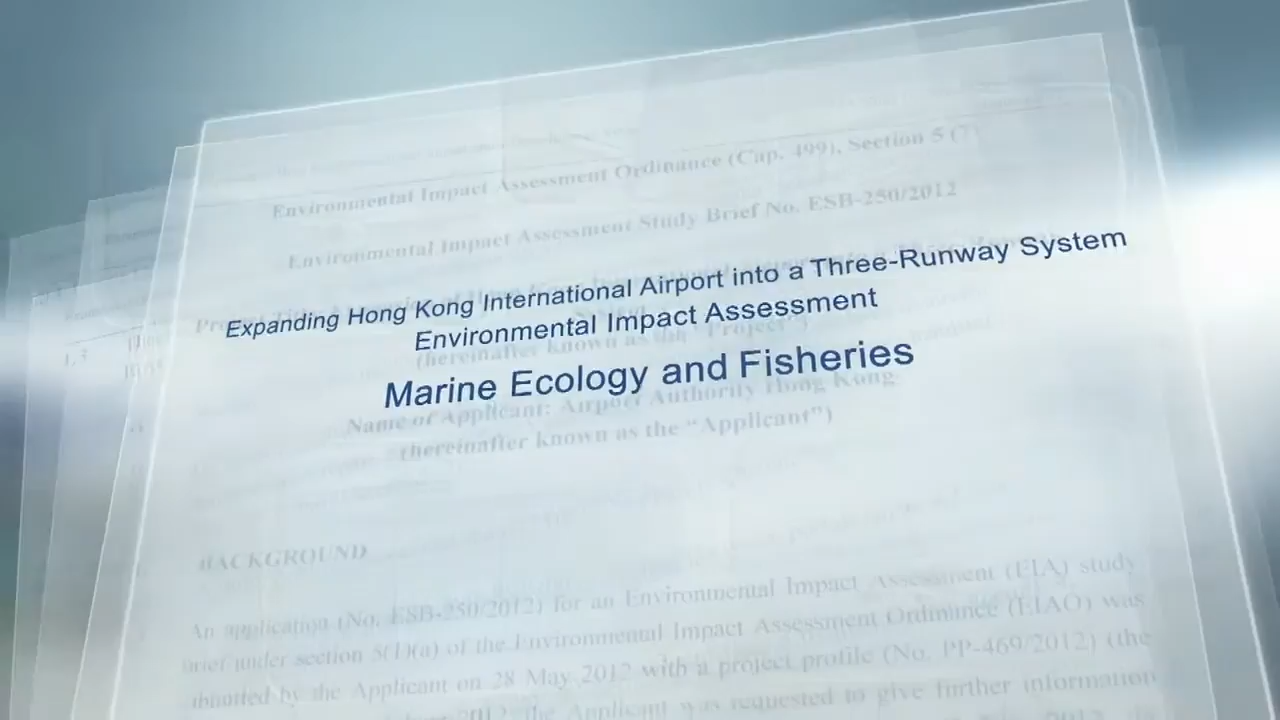 Environmental Impact Assessment Ordinance (Cap. 499), Section 5 (7)
Environmental Impact Assessment Study Brief No. ESB-250/2012
Expanding Hong Kong International Airport into a Three-Runway System
Environmental Impact Assessment
(hereinafter known as the "Project")
Marine Ecology and Fisheries
Name of Applicant: Airport Authority Hong Kong
(hereinafter known as the “Applicant”)
BACKGROUND
An application (No. ESB-250/2012) for an Environmental Impact Assessment (EIA) study
brief under section 5(1)(a) of the Environmental Impact Assessment Ordinance (EIAO) was
by the Applicant on 28 May 2012 with a project profile (No. PP-469/2012) (the
the Applicant was requested to give further information